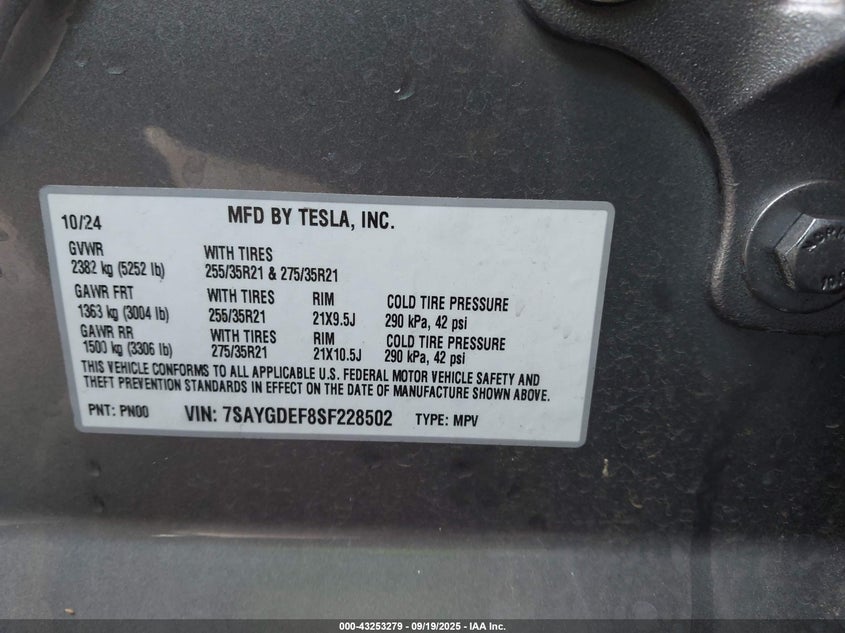 10/24 MFD BY TESLA, INC.
GVWR WITH TIRES
2382 kg (5252 lb) 255/35R21 & 275/35R21
GAWR FRT WITH TIRES RIM COLD TIRE PRESSURE
1363 kg (3004 lb) 255/35R21 21X9.5J 290 kPa, 42 psi
GAWR RR WITH TIRES RIM COLD TIRE PRESSURE
1500 kg (3306 lb) 275/35R21 21X10.5J 290 kPa, 42 psi
THIS VEHICLE CONFORMS TO ALL APPLICABLE U.S. FEDERAL MOTOR VEHICLE SAFETY AND
THEFT PREVENTION STANDARDS IN EFFECT ON THE DATE OF MANUFACTURE SHOWN ABOVE.
PNT: PN00 VIN: 7SAYGDEF8SF228502 TYPE: MPV
000-43253279 - 09/19/2025 - IAA Inc.